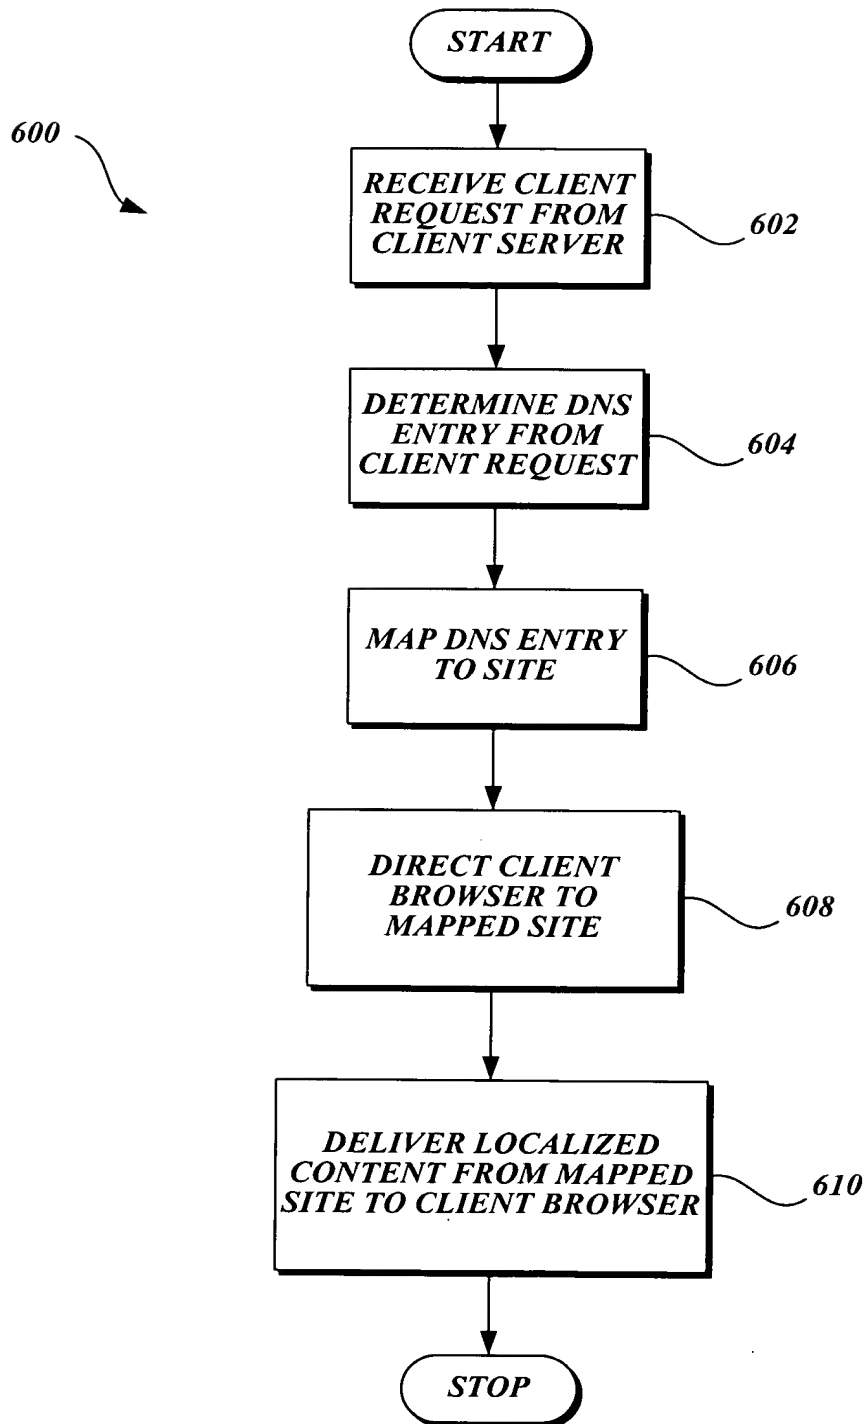 START
600
RECEIVE CLIENT
REQUEST FROM
CLIENT SERVER
602
DETERMINE DNS
ENTRY FROM
CLIENT REQUEST
604
MAP DNS ENTRY
TO SITE
606
DIRECT CLIENT
BROWSER TO
MAPPED SITE
608
DELIVER LOCALIZED
CONTENT FROM MAPPED
SITE TO CLIENT BROWSER
610
STOP